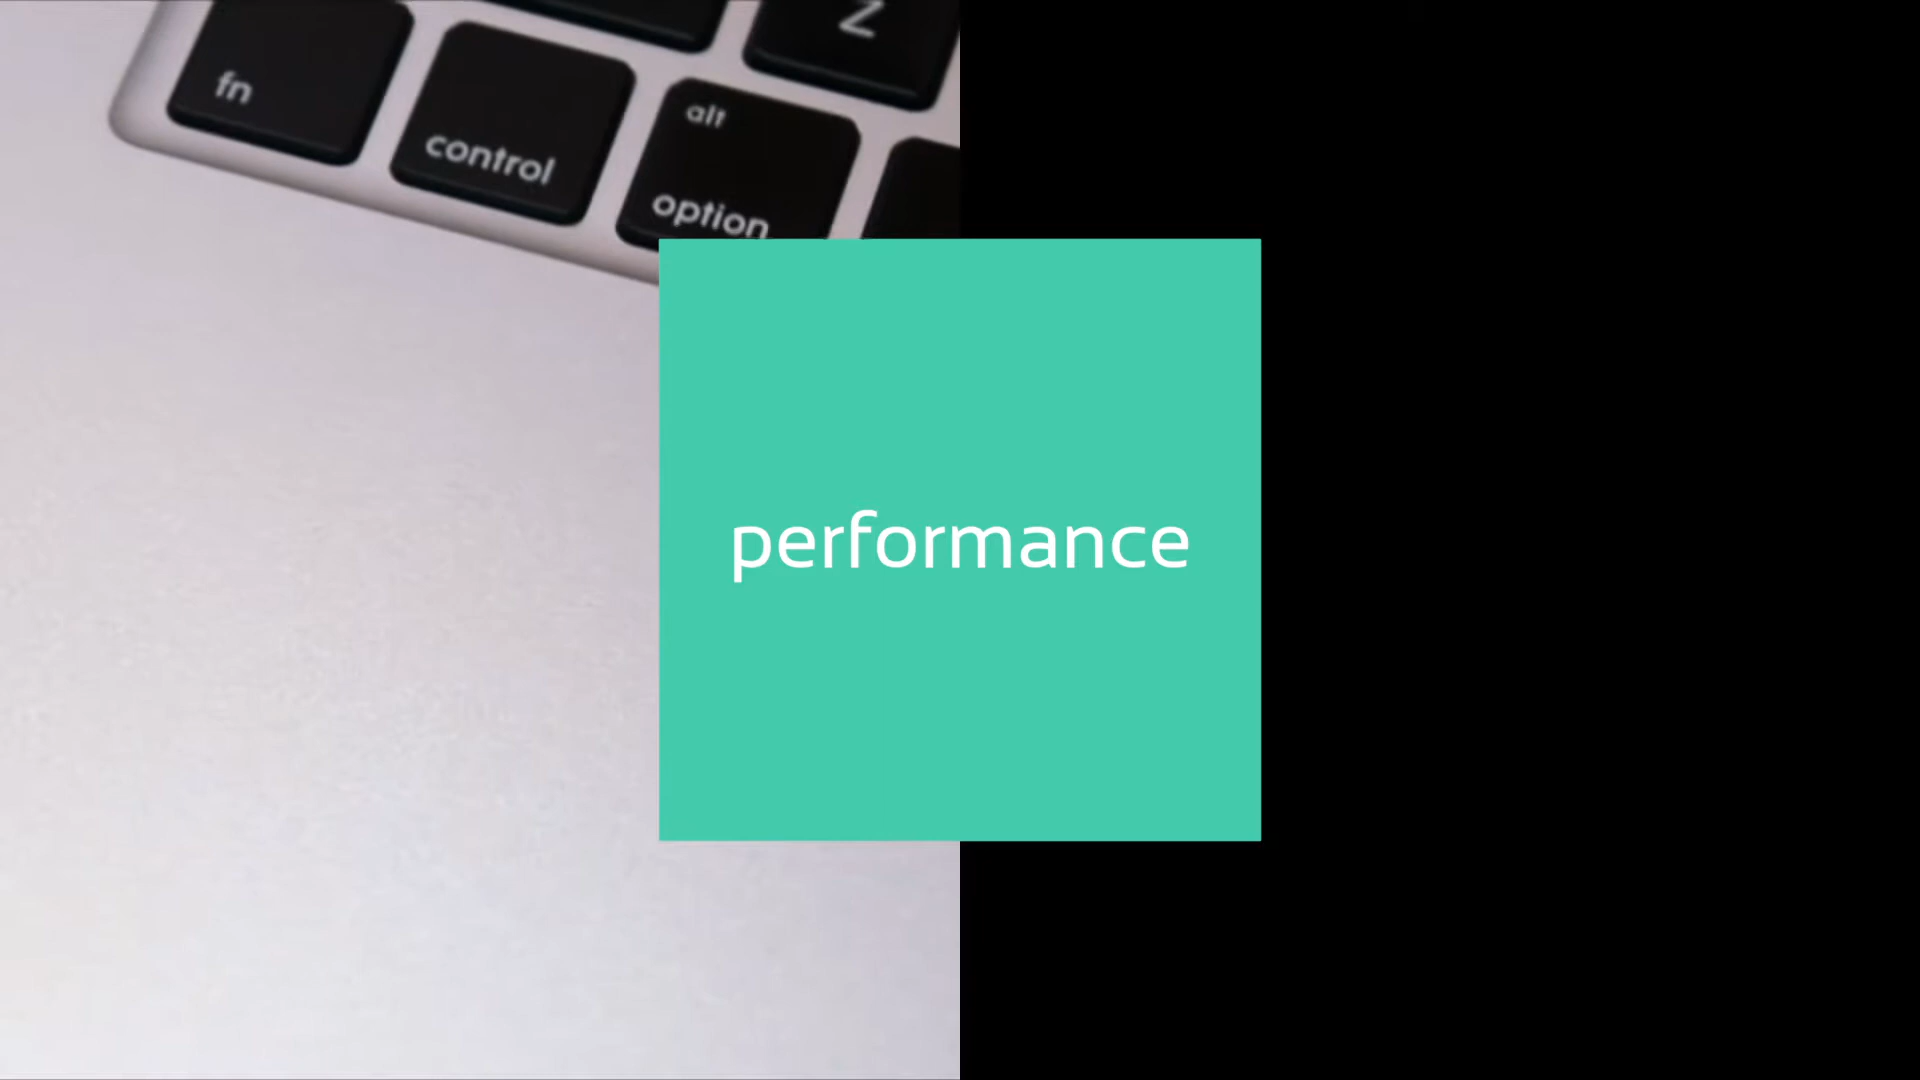 Z
fn
control
alt
option
performance